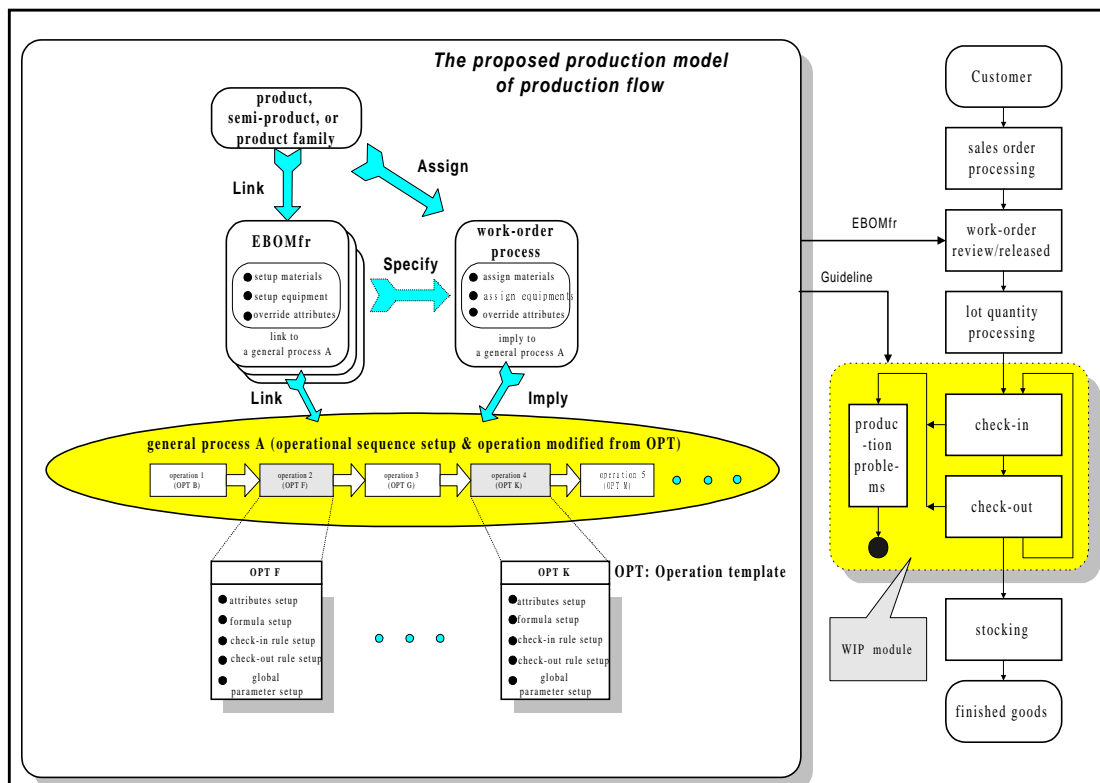 The proposed production model
of production flow
product,
semi-product, or
product family
Link
Assign
EBOMfr
setup materials
setup equipment
override attributes
link to
a general process A
Specify
work-order
process
assign materials
assign equipments
override attributes
imply to
a general process A
Link
Imply
general process A (operational sequence setup & operation modified from OPT)
operation 1
(OPT B)
operation 2
(OPT F)
operation 3
(OPT G)
operation 4
(OPT K)
operation 5
(OPT M)
OPT F
attributes setup
formula setup
check-in rule setup
check-out rule setup
global
parameter setup
OPT K
attributes setup
formula setup
check-in rule setup
check-out rule setup
global
parameter setup
OPT: Operation template
EBOMfr
Guideline
Customer
sales order
processing
work-order
review/released
lot quantity
processing
produc
-tion
proble-
ms
check-in
check-out
WIP module
stocking
finished goods